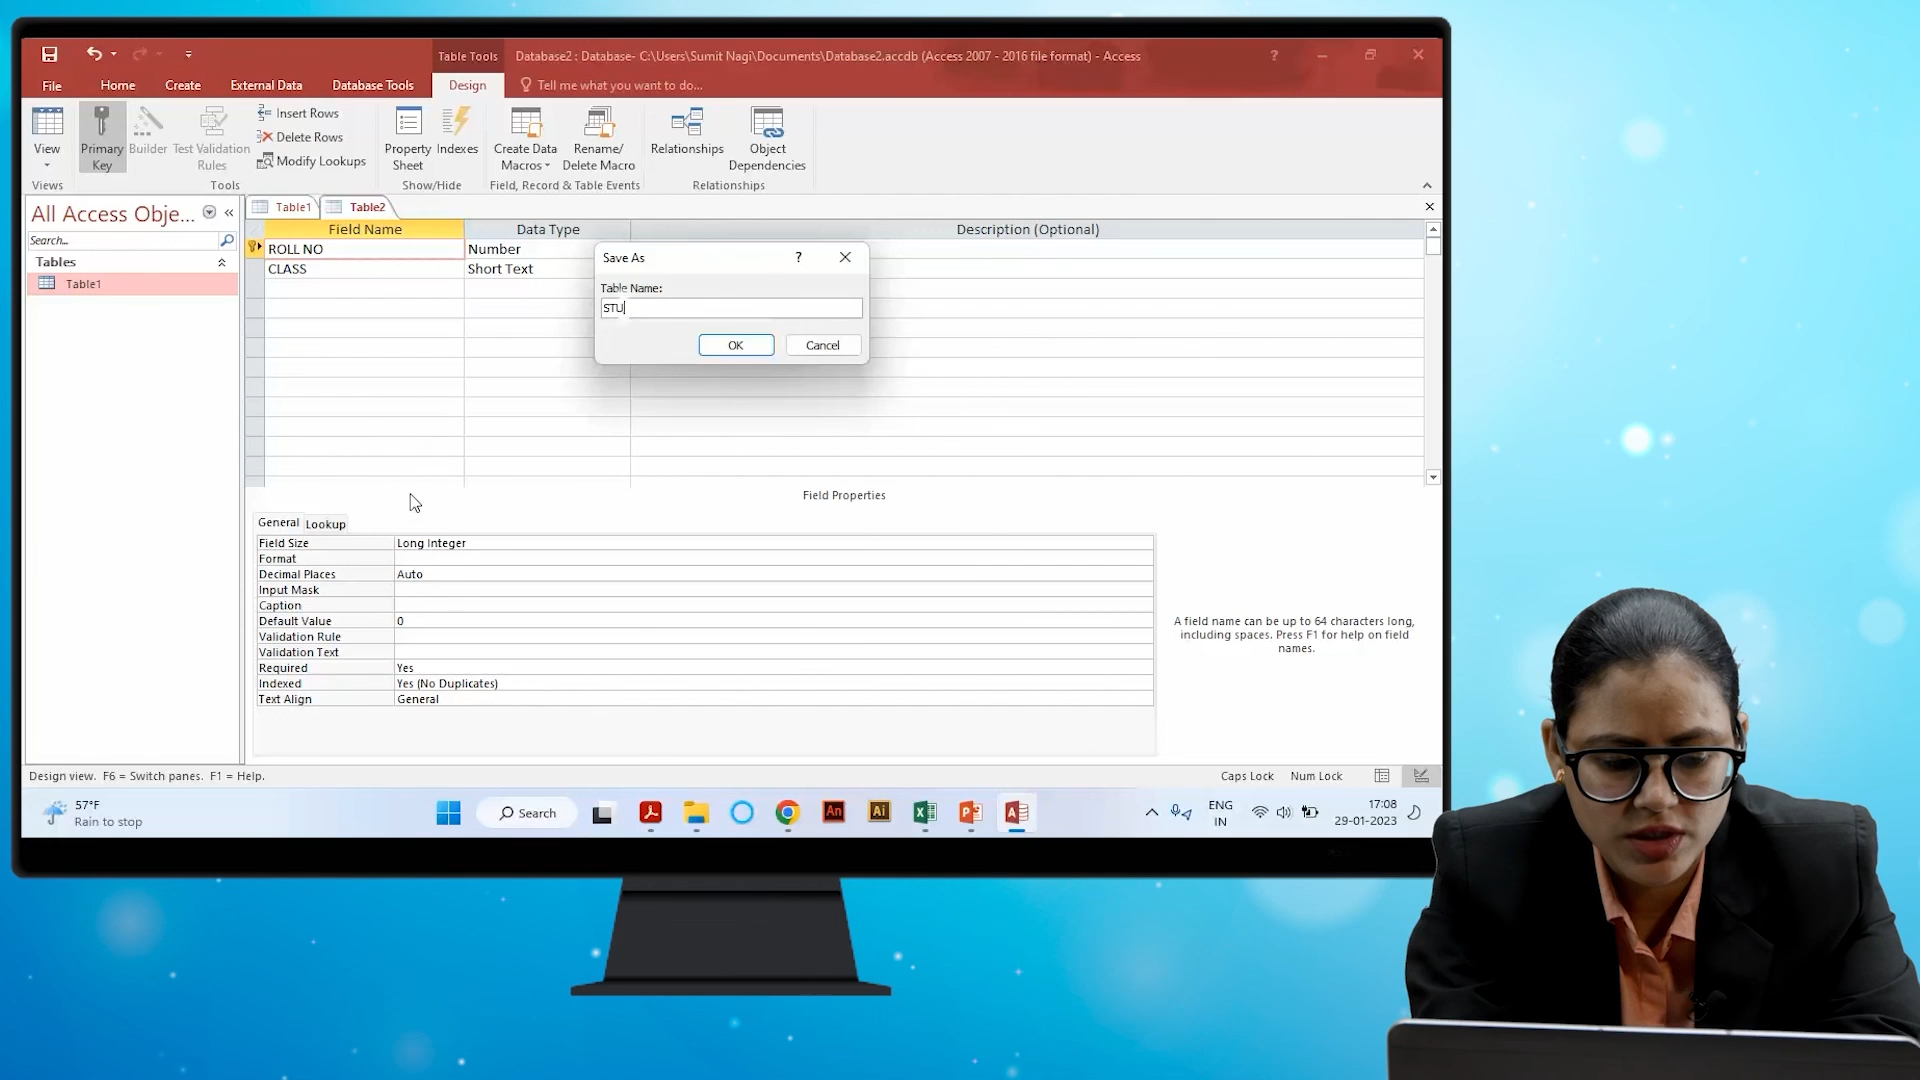 Table Tools
Database2 : Database- C:\Users\Sumit Nagi\Documents\Database2.accdb (Access 2007 - 2016 file format) - Access
?
File
Home
Create
External Data
Database Tools
Design
Tell me what you want to do...
View
Primary Key
Builder
Test Validation Rules
Insert Rows
Delete Rows
Modify Lookups
Property Sheet
Indexes
Create Data Macros
Rename/ Delete Macro
Relationships
Object Dependencies
Views
Tools
Show/Hide
Field, Record & Table Events
Relationships
All Access Obje...
Search...
Tables
Table1
Table1
Table2
Field Name
Data Type
Description (Optional)
ROLL NO
Number
CLASS
Short Text
Save As
?
Table Name:
STU
OK
Cancel
Field Properties
General
Lookup
Field Size
Long Integer
Format
Decimal Places
Auto
Input Mask
Caption
Default Value
0
Validation Rule
Validation Text
Required
Yes
Indexed
Yes (No Duplicates)
Text Align
General
A field name can be up to 64 characters long,
including spaces. Press F1 for help on field
names.
Design view. F6 = Switch panes. F1 = Help.
Caps Lock
Num Lock
57°F
Rain to stop
Search
An
Ai
ENG
IN
17:08
29-01-2023